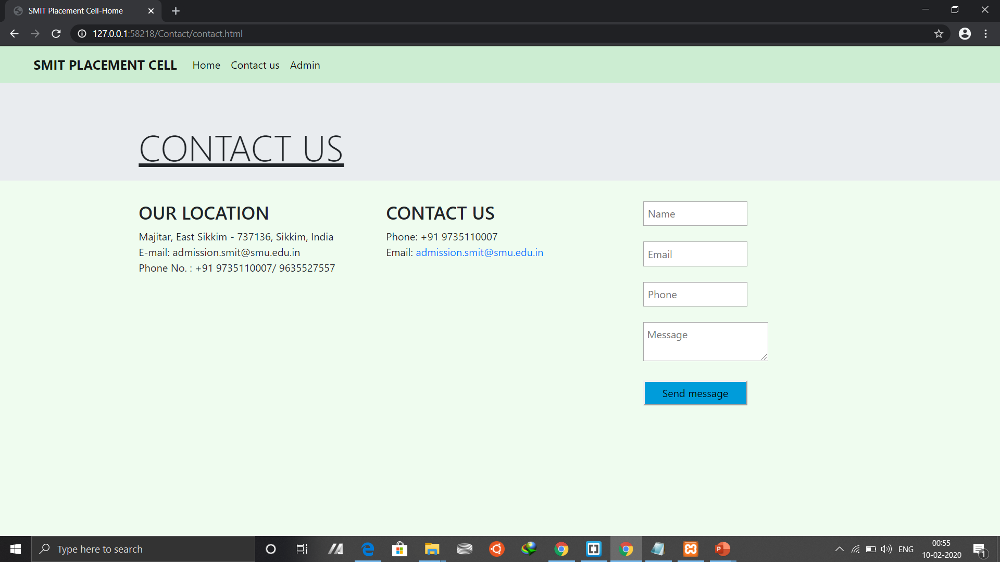 SMIT Placement Cell-Home
127.0.0.1:58218/Contact/contact.html
SMIT PLACEMENT CELL Home Contact us Admin
CONTACT US
OUR LOCATION
Majitar, East Sikkim - 737136, Sikkim, India
E-mail: admission.smit@smu.edu.in
Phone No. : +91 9735110007/ 9635527557
CONTACT US
Phone: +91 9735110007
Email: admission.smit@smu.edu.in
Name
Email
Phone
Message
Send message
Type here to search
ENG
00:55
10-02-2020
1